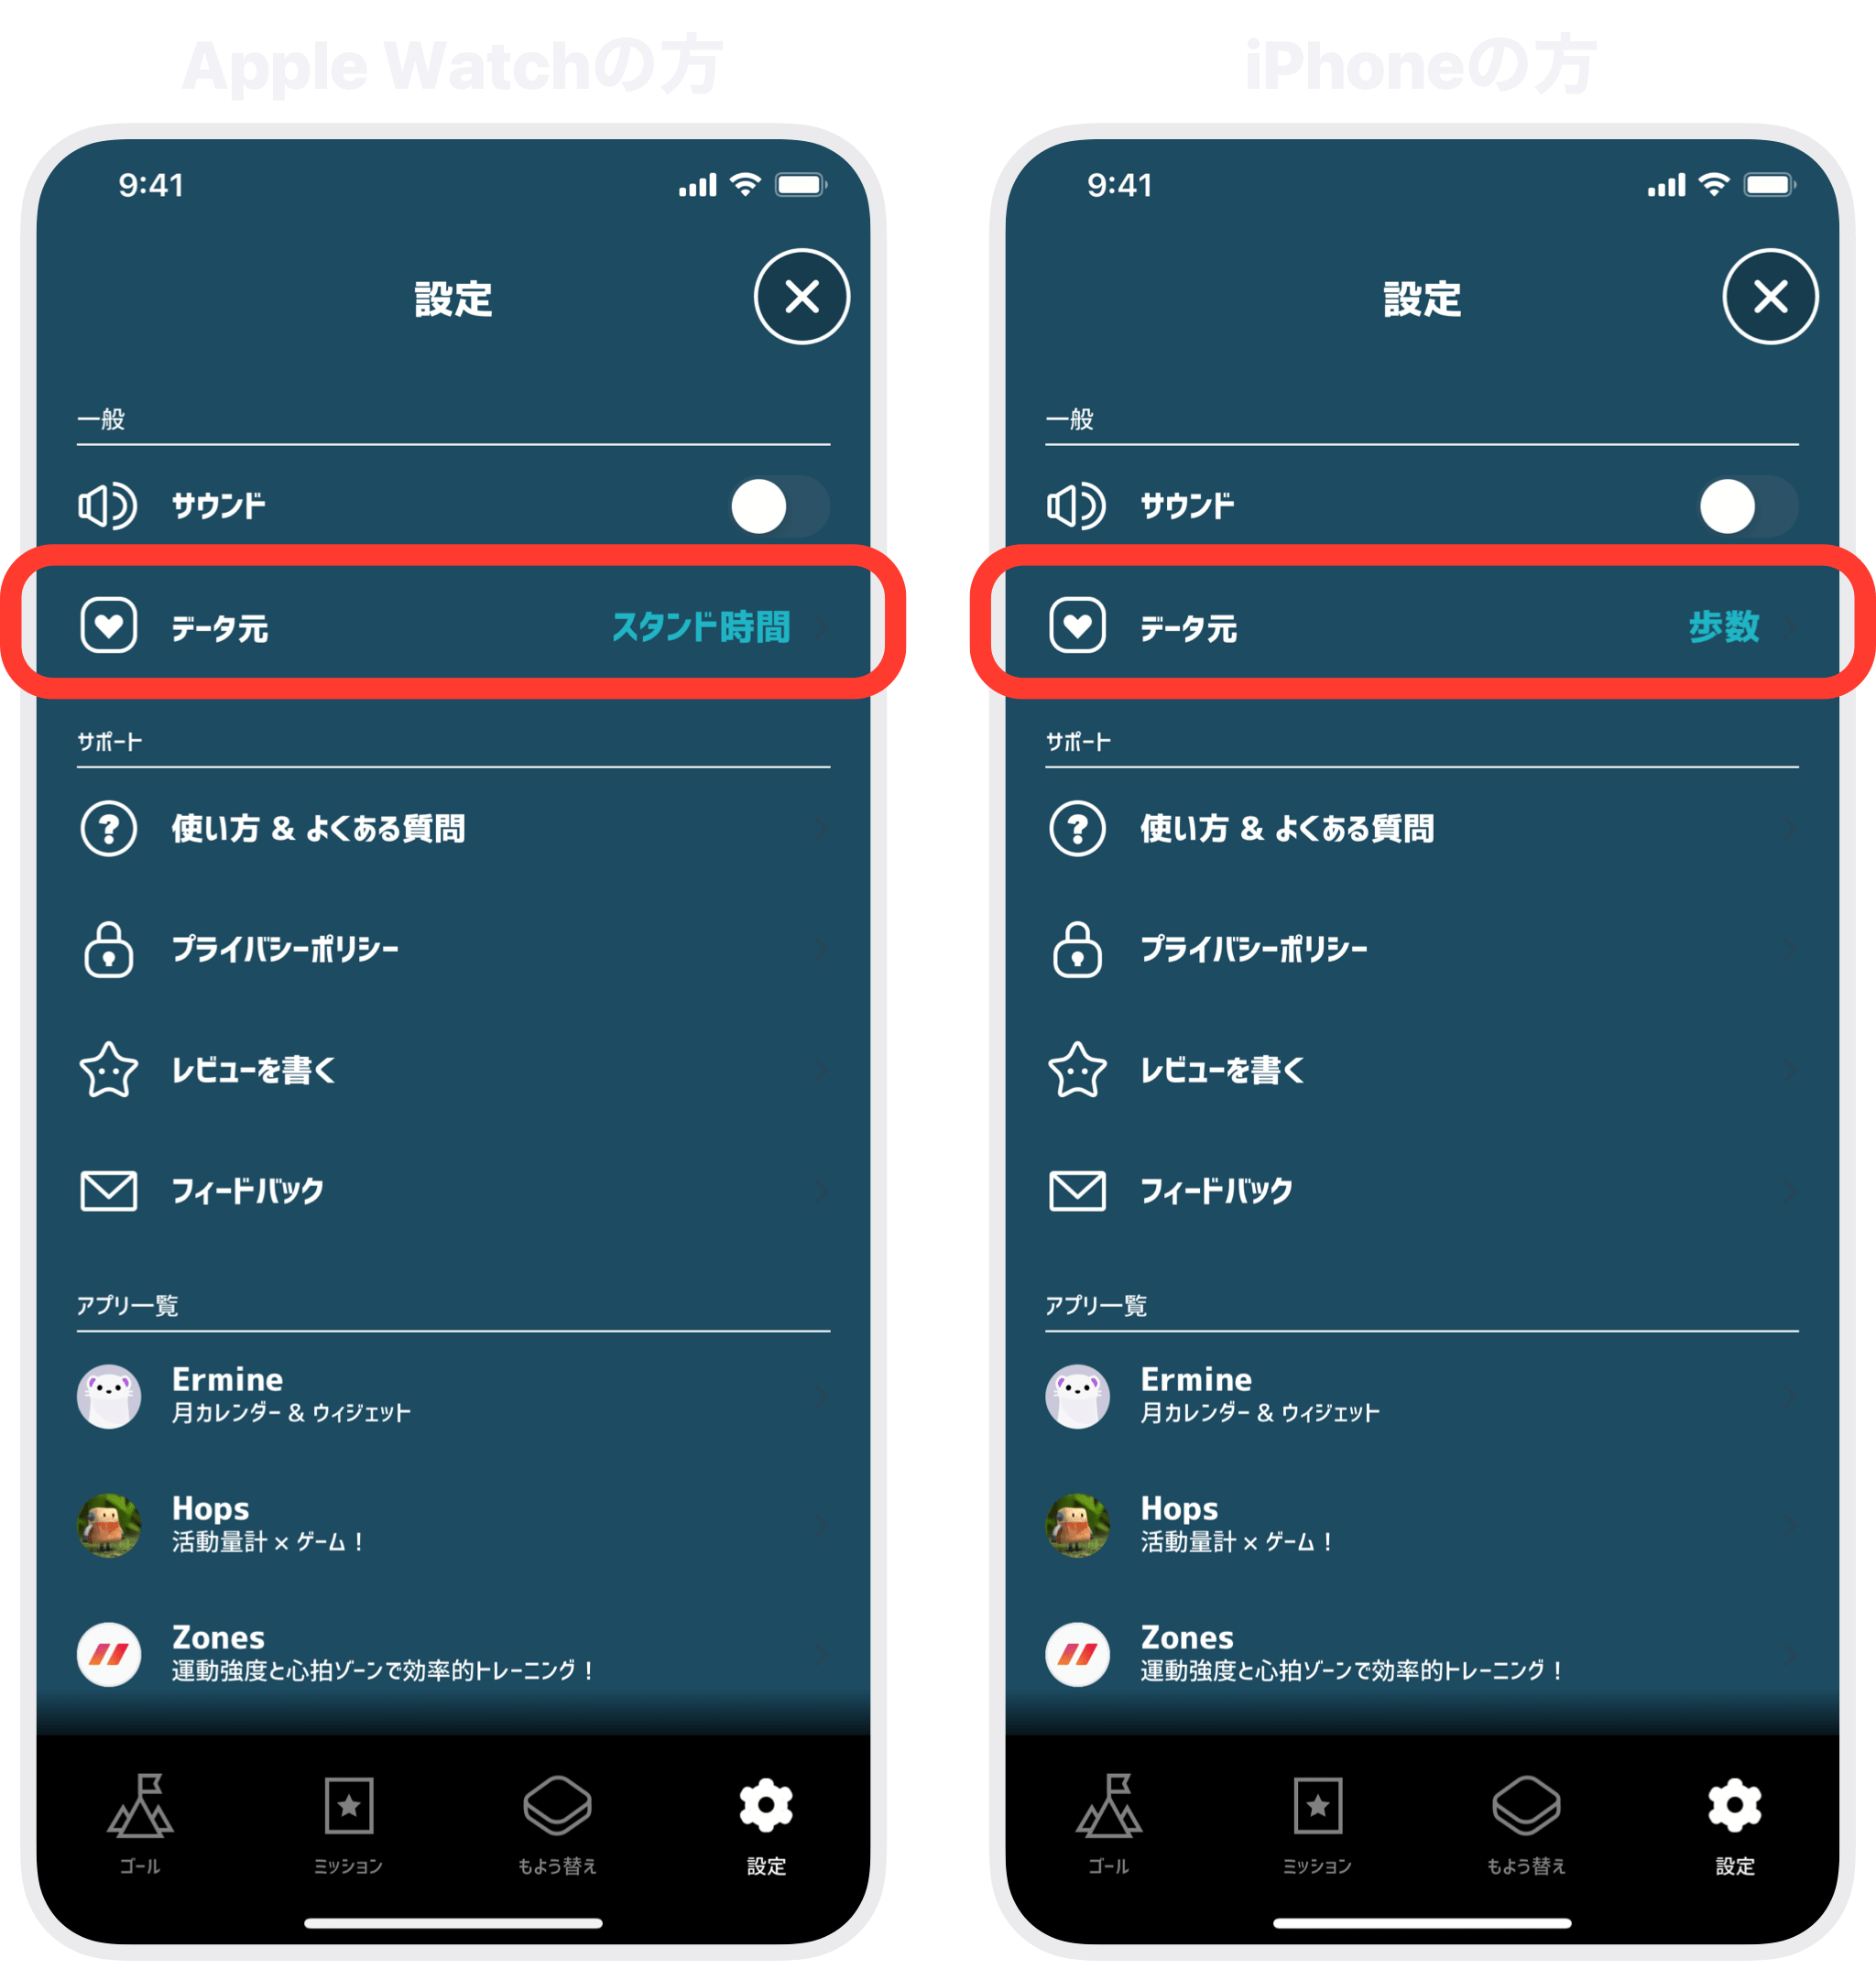 Apple Watchの方
9:41
設定
一般
サウンド
データ元 スタンド時間
サポート
使い方 & よくある質問
プライバシーポリシー
レビューを書く
フィードバック
アプリ一覧
Ermine
月カレンダー & ウィジェット
Hops
活動量計 × ゲーム！
Zones
運動強度と心拍ゾーンで効率的トレーニング！
ゴール ミッション もよう替え 設定
iPhoneの方
9:41
設定
一般
サウンド
データ元 歩数
サポート
使い方 & よくある質問
プライバシーポリシー
レビューを書く
フィードバック
アプリ一覧
Ermine
月カレンダー & ウィジェット
Hops
活動量計 × ゲーム！
Zones
運動強度と心拍ゾーンで効率的トレーニング！
ゴール ミッション もよう替え 設定